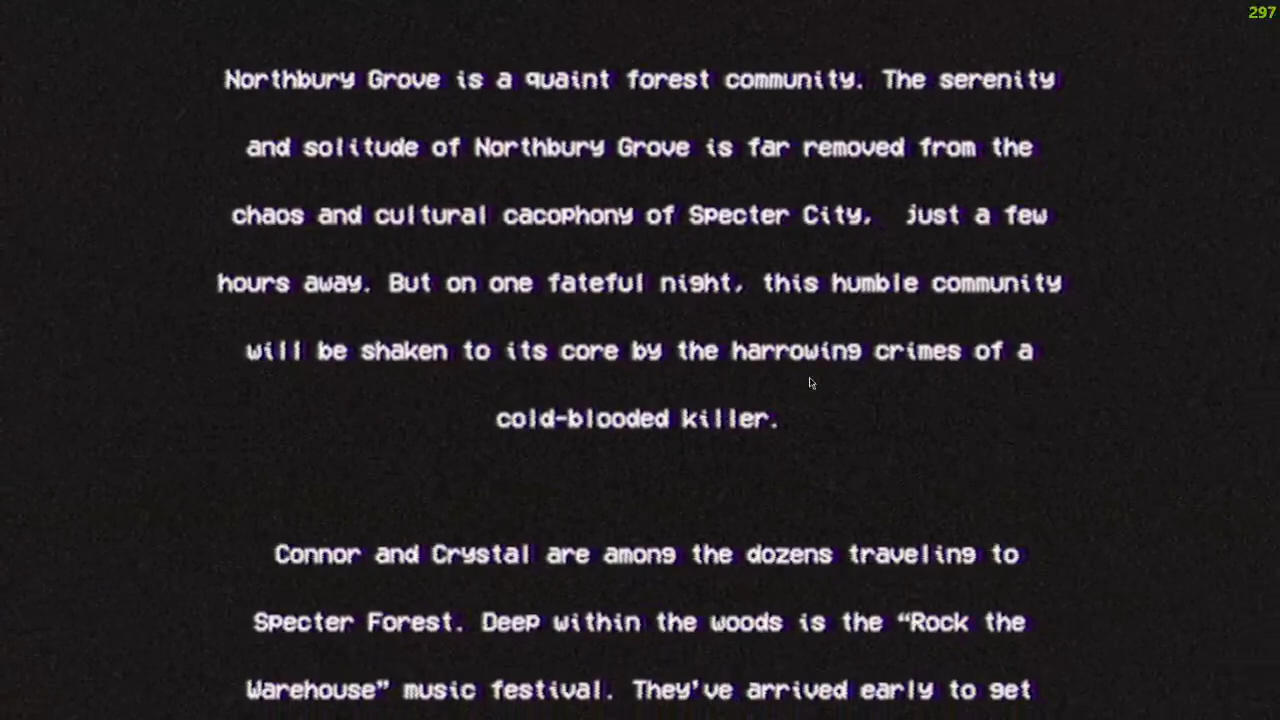 297
Northbury Grove is a quaint forest community. The serenity
and solitude of Northbury Grove is far removed from the
chaos and cultural cacophony of Specter City,  just a few
hours away. But on one fateful night, this humble community
will be shaken to its core by the harrowing crimes of a
cold-blooded killer.
Connor and Crystal are among the dozens traveling to
Specter Forest. Deep within the woods is the “Rock the
Warehouse” music festival. They've arrived early to get